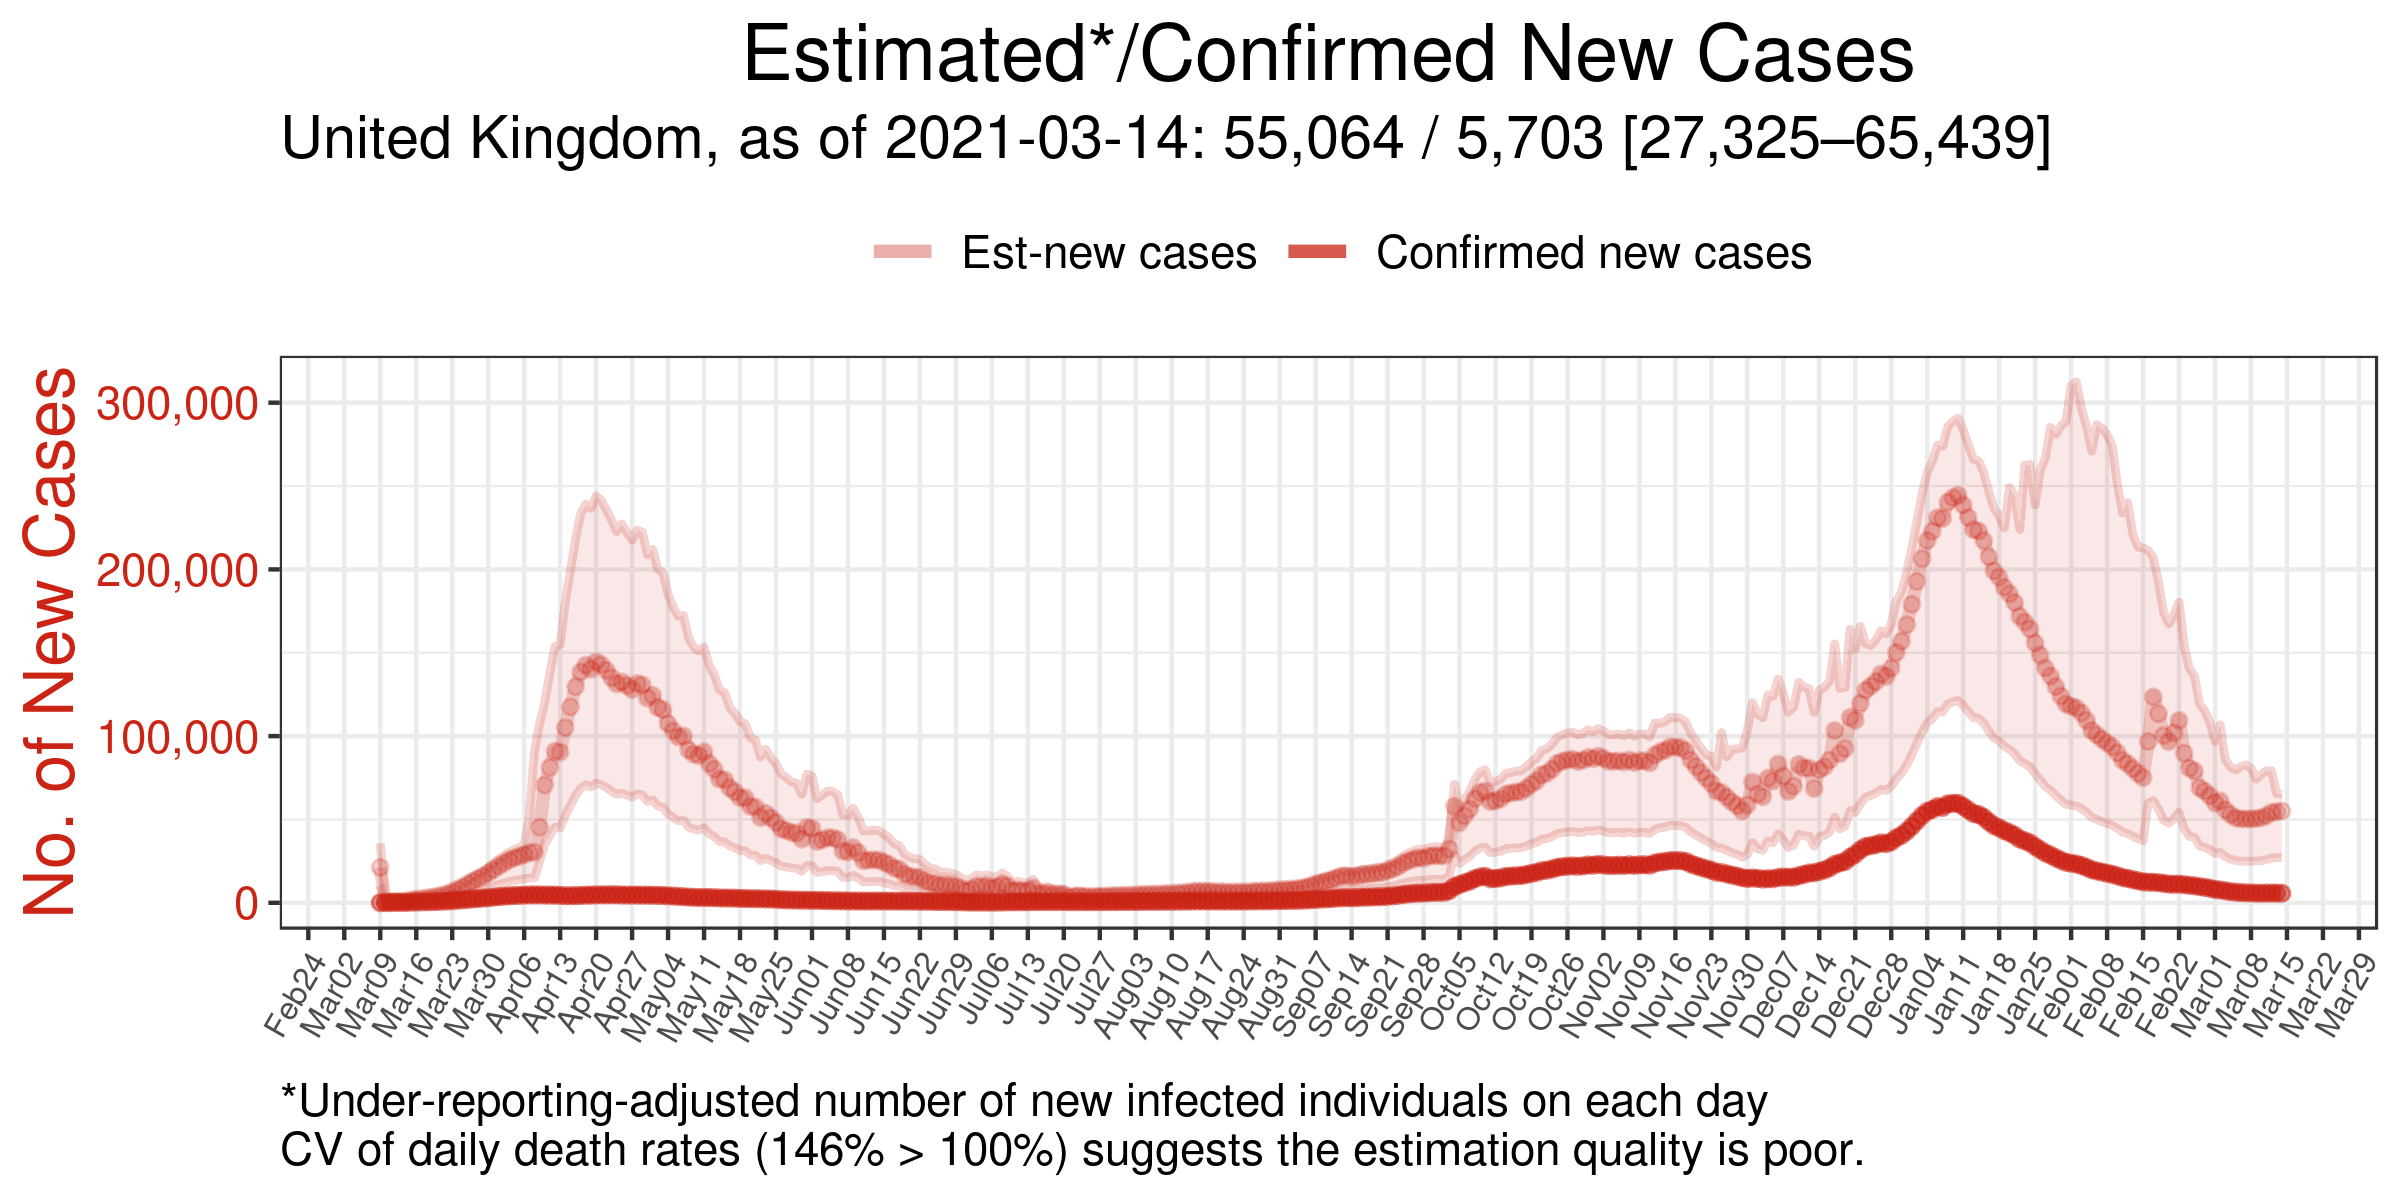 Estimated*/Confirmed New Cases
United Kingdom, as of 2021-03-14: 55,064 / 5,703 [27,325–65,439]
Est-new cases Confirmed new cases
No. of New Cases
300,000
200,000
100,000
0
Feb24 Mar02 Mar09 Mar16 Mar23 Mar30 Apr06 Apr13 Apr20 Apr27 May04 May11 May18 May25 Jun01 Jun08 Jun15 Jun22 Jun29 Jul06 Jul13 Jul20 Jul27 Aug03 Aug10 Aug17 Aug24 Aug31 Sep07 Sep14 Sep21 Sep28 Oct05 Oct12 Oct19 Oct26 Nov02 Nov09 Nov16 Nov23 Nov30 Dec07 Dec14 Dec21 Dec28 Jan04 Jan11 Jan18 Jan25 Feb01 Feb08 Feb15 Feb22 Mar01 Mar08 Mar15 Mar22 Mar29
*Under-reporting-adjusted number of new infected individuals on each day
CV of daily death rates (146% > 100%) suggests the estimation quality is poor.